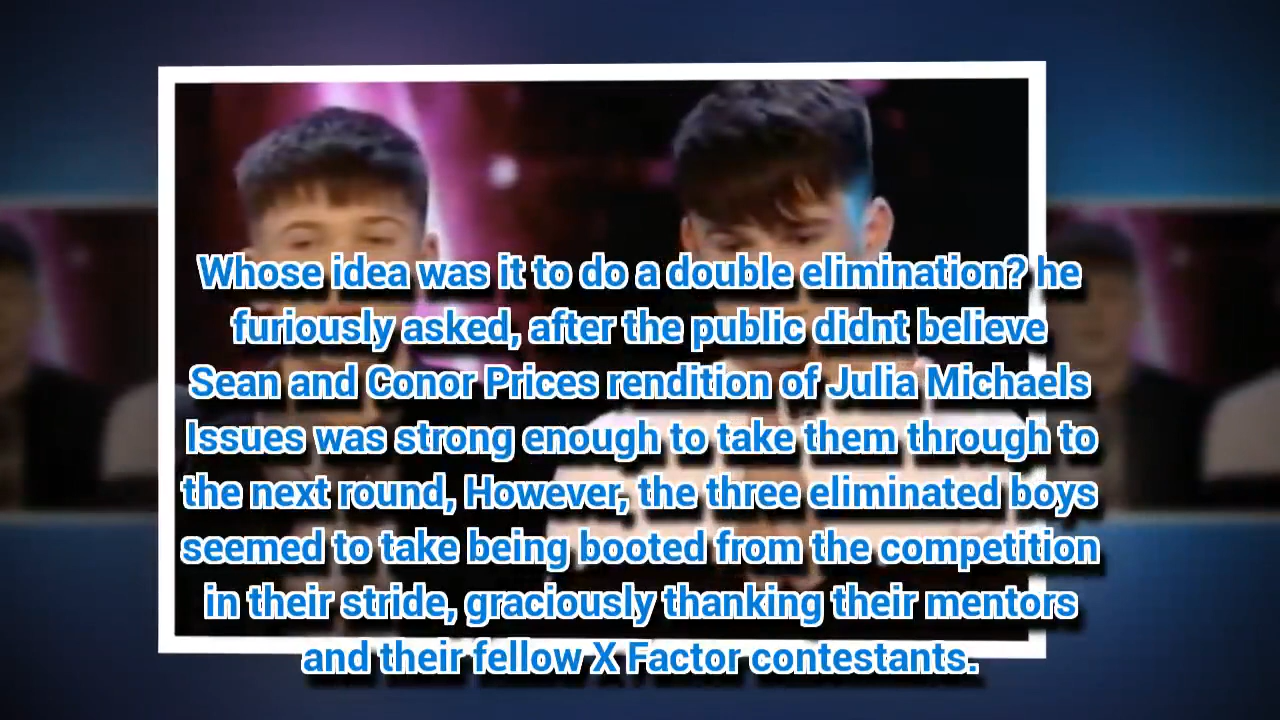 Whose idea was it to do a double elimination? he
furiously asked, after the public didnt believe
Sean and Conor Prices rendition of Julia Michaels
Issues was strong enough to take them through to
the next round, However, the three eliminated boys
seemed to take being booted from the competition
in their stride, graciously thanking their mentors
and their fellow X Factor contestants.